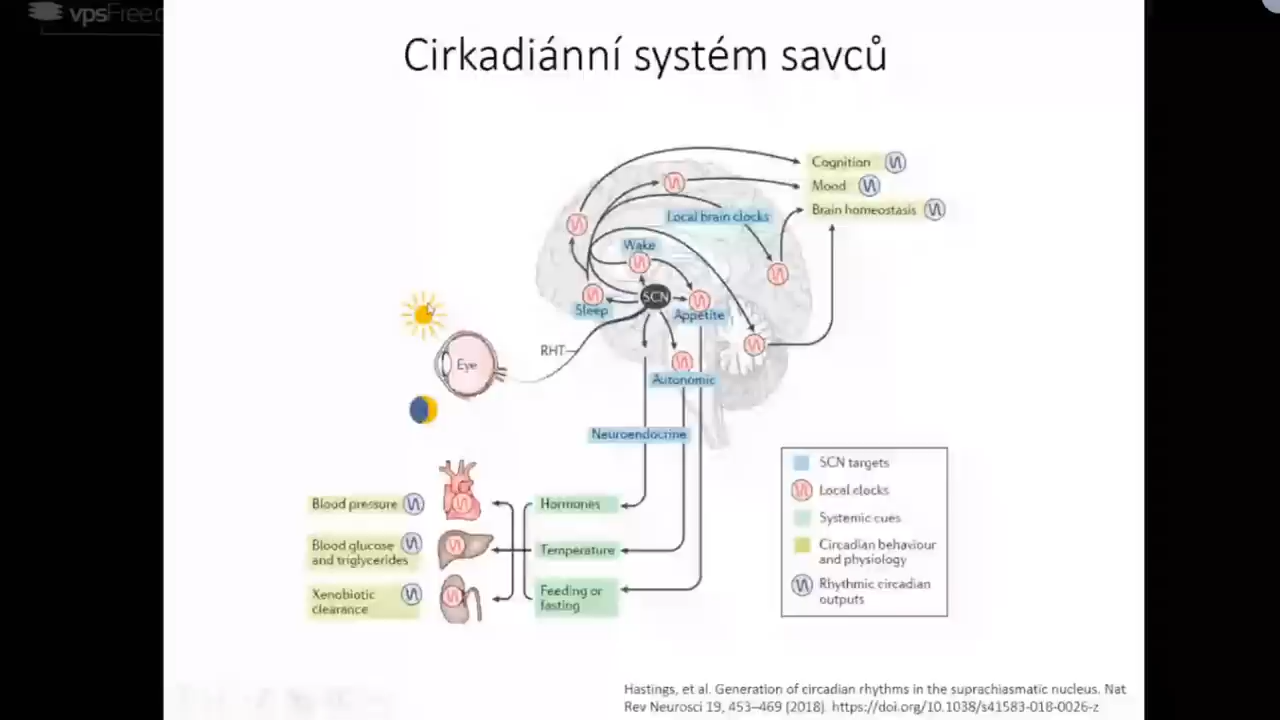 vpsFree
Cirkadiánní systém savců
Cognition
Mood
Brain homeostasis
Local brain clocks
Wake
SCN
Sleep
Appetite
RHT
Eye
Autonomic
Neuroendocrine
Blood pressure
Hormones
Blood glucose
and triglycerides
Temperature
Xenobiotic
clearance
Feeding or
fasting
SCN targets
Local clocks
Systemic cues
Circadian behaviour
and physiology
Rhythmic circadian
outputs
Hastings, et al. Generation of circadian rhythms in the suprachiasmatic nucleus. Nat
Rev Neurosci 19, 453–469 (2018). https://doi.org/10.1038/s41583-018-0026-z